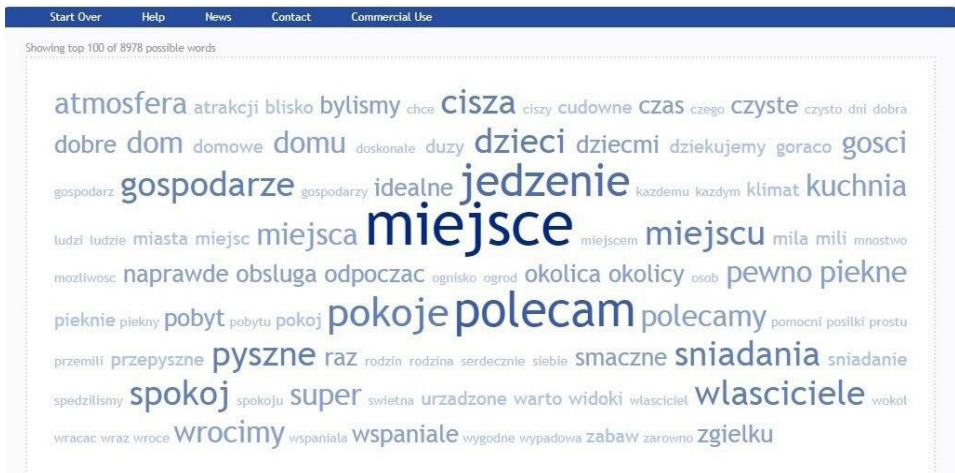 Start Over Help News Contact Commercial Use
Showing top 100 of 8978 possible words
atmosfera atrakcji blisko bylismy chce cisza ciszy cudowne czas czego czyste czysto dni dobra
dobre dom domowe domu doskonale duzy dzieci dziecmi dziekujemy goraco gosci
gospodarz gospodarze gospodarzy idealne jedzenie kazdemu kazdym klimat kuchnia
ludzi ludzie miasta miejsc miejsca miejsce miejscem miejscu mila mili mnostwo
mozliwosc naprawde obsluga odpoczac ognisko ogrod okolica okolicy osob pewno piekne
pieknie piekny pobyt pobytu pokoj pokoje polecam polecamy pomocni posilki prostu
przemili przepyszne pyszne raz rodzin rodzina serdecznie siebie smaczne sniadania sniadanie
spedzilismy spokoj spokoju super swietna urzadzone warto widoki wlasciciel wlasciciele wokol
wracac wraz wroce wrocimy wspaniala wspaniale wygodne wypadowa zabaw zarowno zgielku